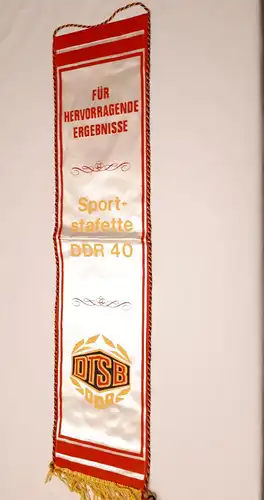 FÜR
HERVORRAGENDE
ERGEBNISSE
Sport-
stafette
DDR 40
DTSB
DDR